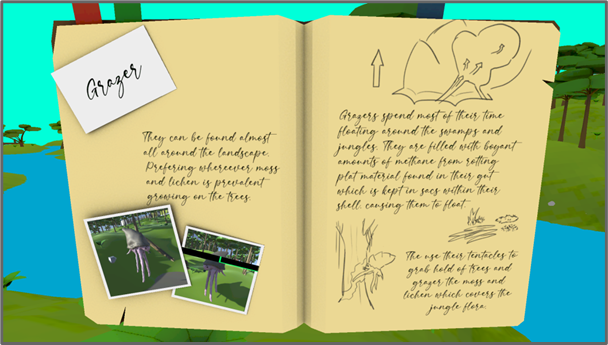 Grazer
They can be found almost
all around the landscape.
Prefering whereever moss
and lichen is prevalent
growing on the trees
Grazers spend most of their time
floating around the swamps and
jungles. They are filled with boyant
amounts of methane from rotting
plat material found in their gut
which is kept in sacs within their
shell causing them to float.
The use their tentacles to
grab hold of trees and
grazer the moss and
lichen which covers the
jungle flora.